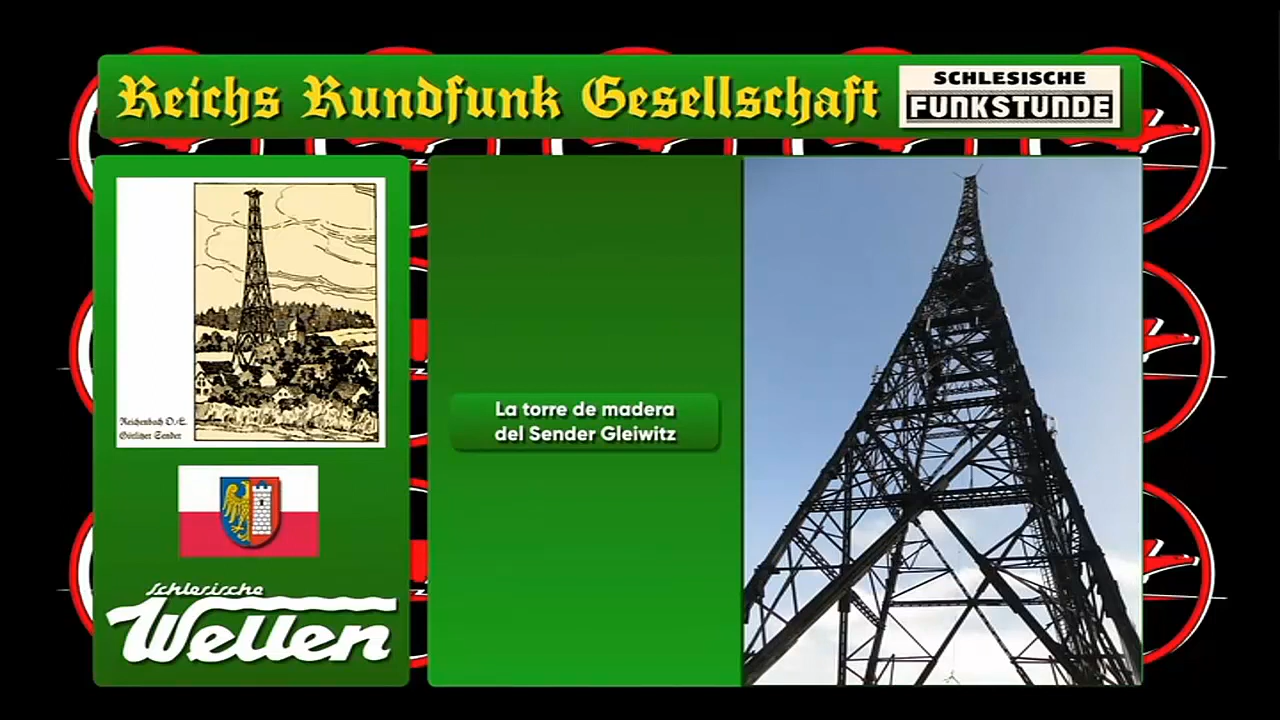 Reichs Rundfunk Gesellschaft
SCHLESISCHE
FUNKSTUNDE
Reichenbach O./L.
Görlitzer Sender
La torre de madera
del Sender Gleiwitz
Schlesische
Wellen